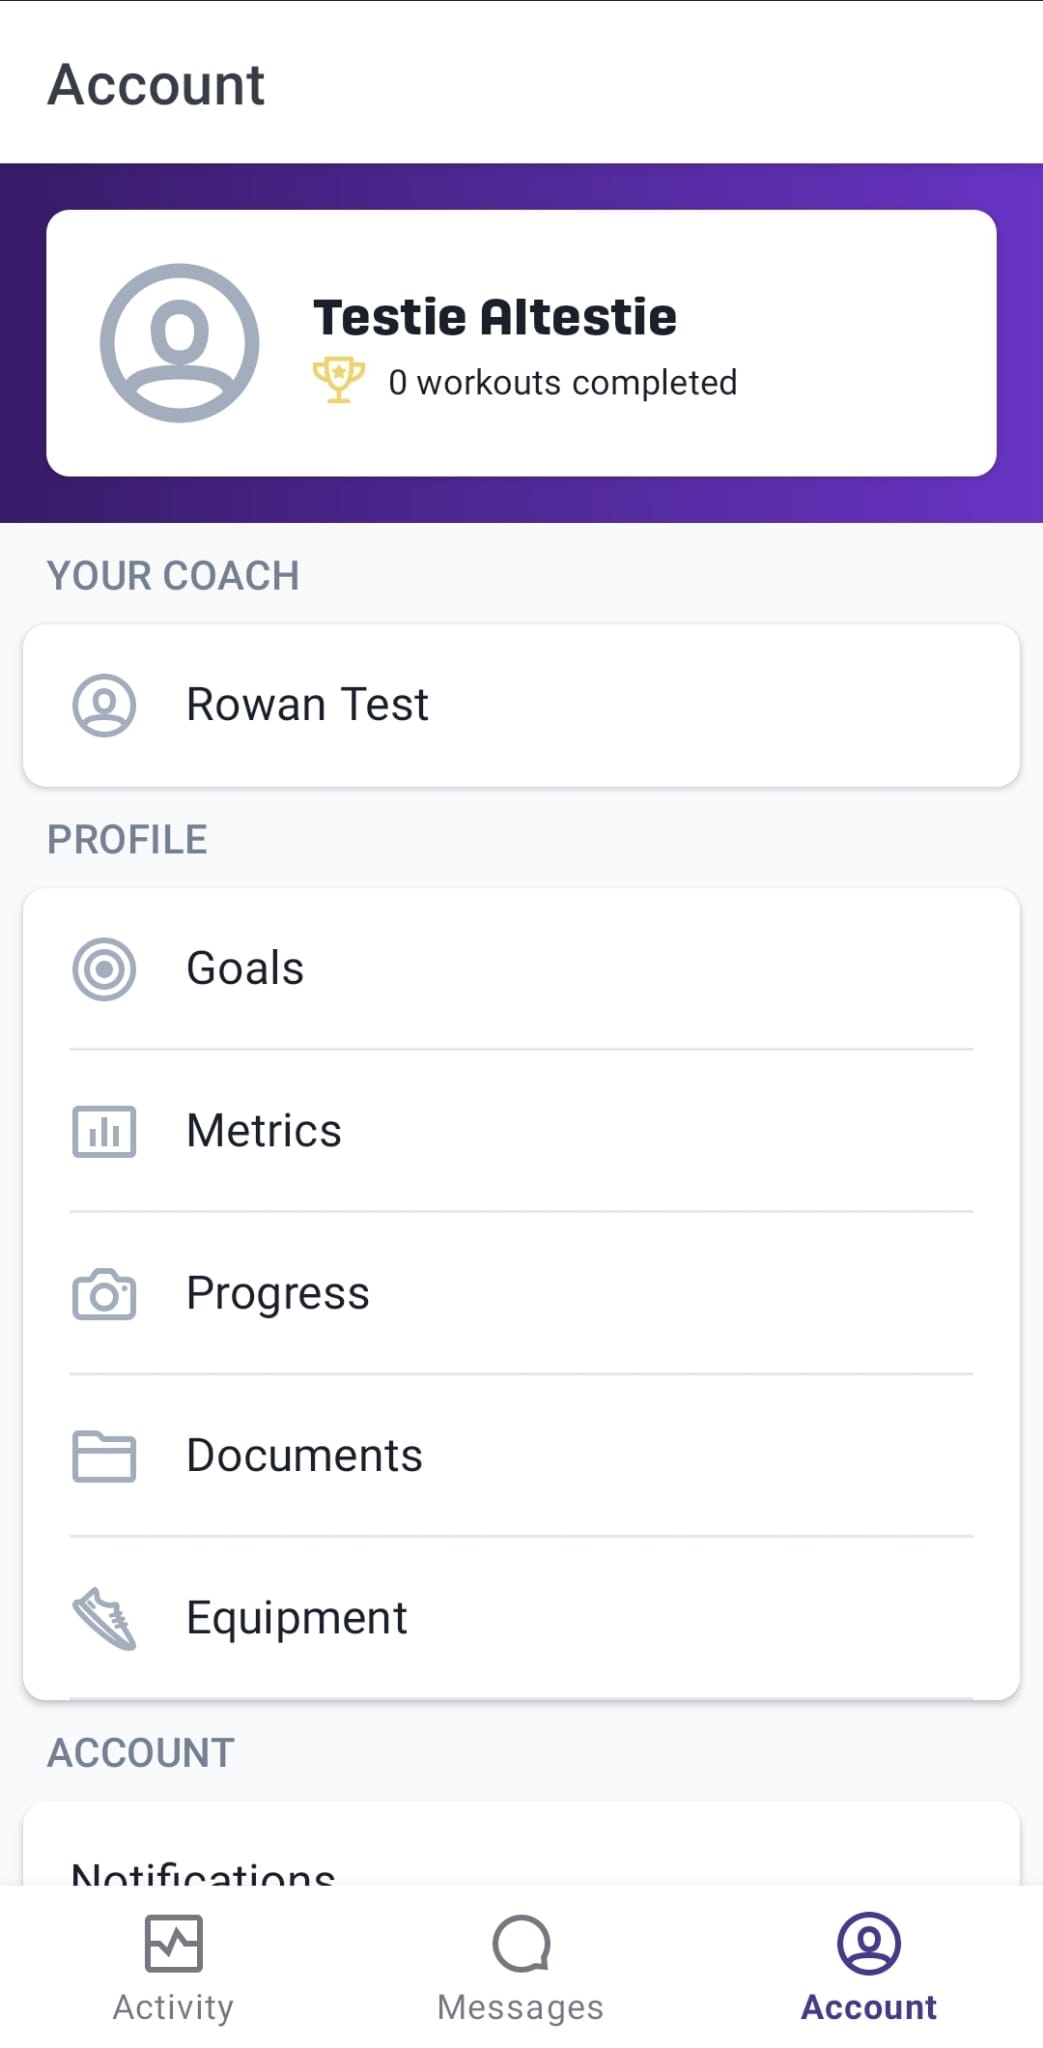 Account
Testie Altestie
0 workouts completed
YOUR COACH
Rowan Test
PROFILE
Goals
Metrics
Progress
Documents
Equipment
ACCOUNT
Notifications
Activity
Messages
Account